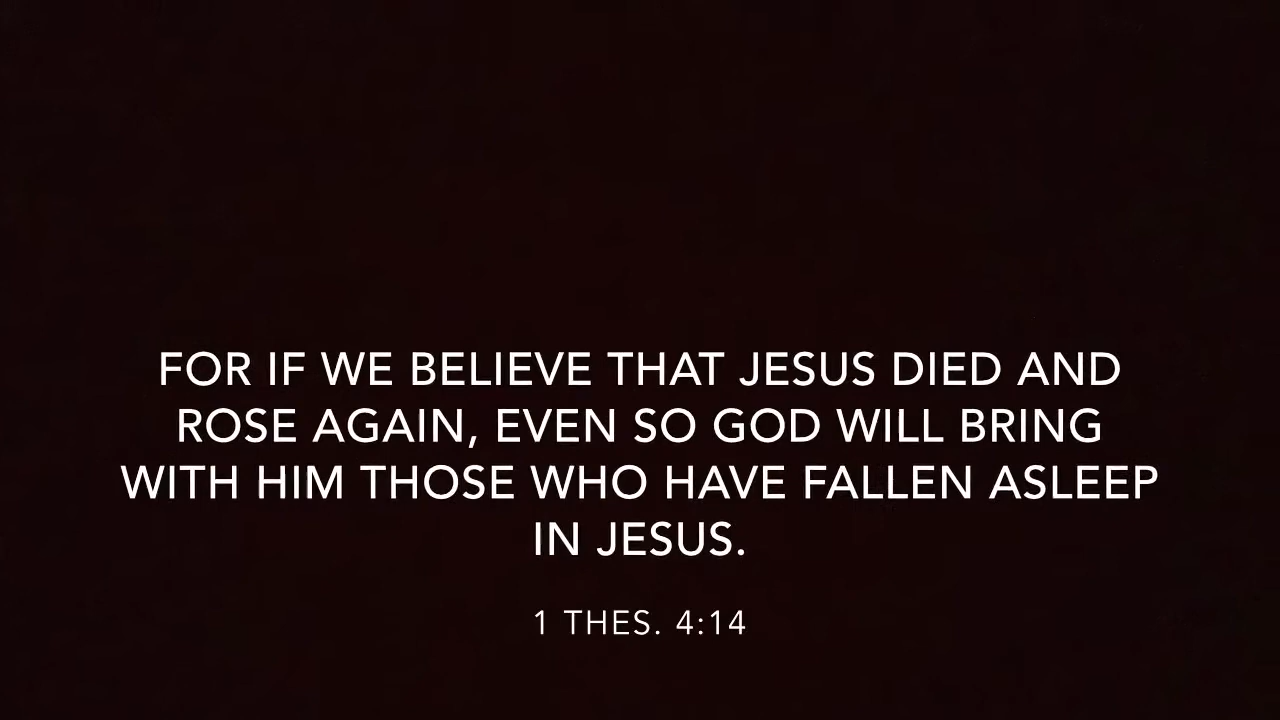 FOR IF WE BELIEVE THAT JESUS DIED AND
ROSE AGAIN, EVEN SO GOD WILL BRING
WITH HIM THOSE WHO HAVE FALLEN ASLEEP
IN JESUS.
1 THES. 4:14